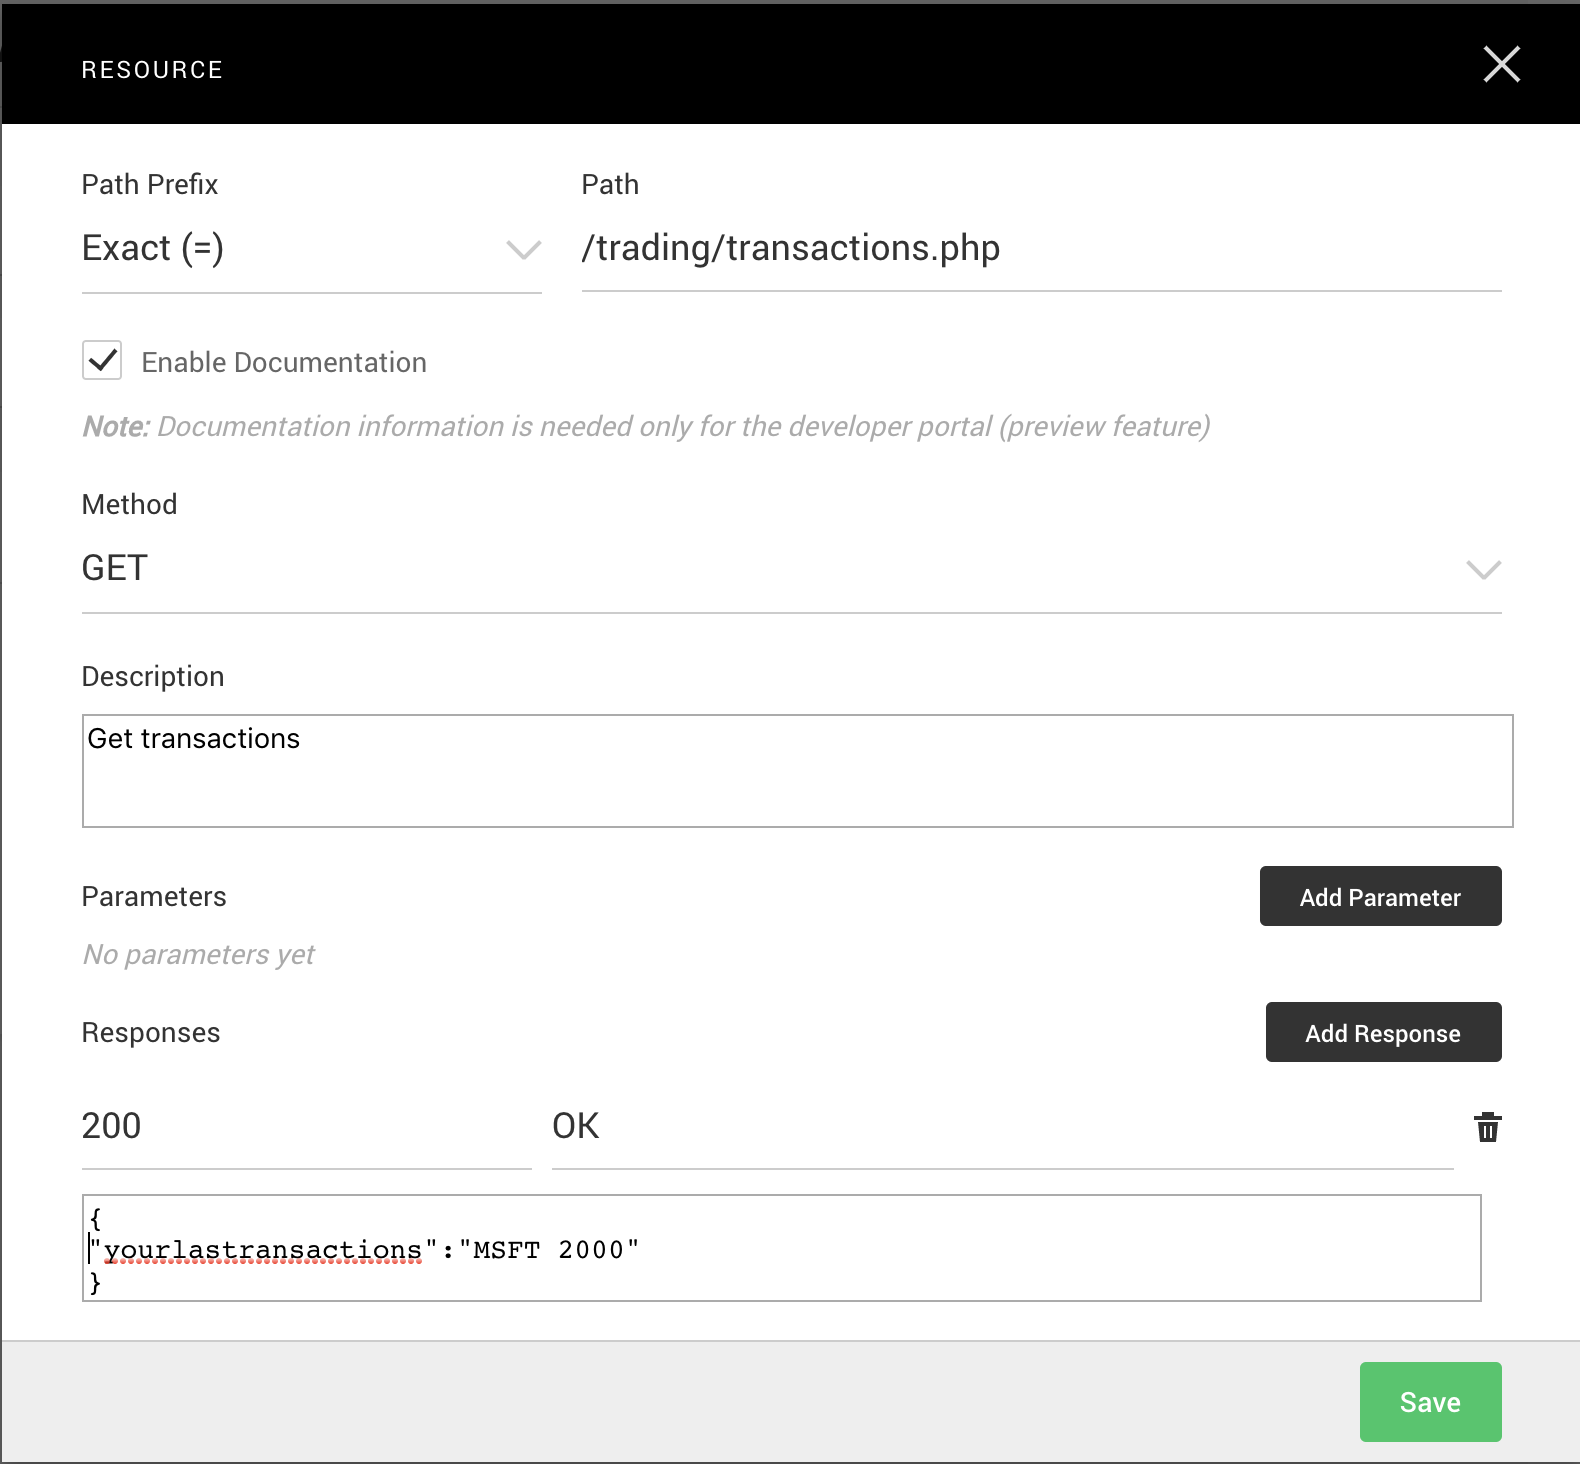 RESOURCE
Path Prefix
Path
Exact (=)
/trading/transactions.php
Enable Documentation
Note: Documentation information is needed only for the developer portal (preview feature)
Method
GET
Description
Get transactions
Parameters
Add Parameter
No parameters yet
Responses
Add Response
200
OK
{
"yourlastransactions":"MSFT 2000"
}
Save